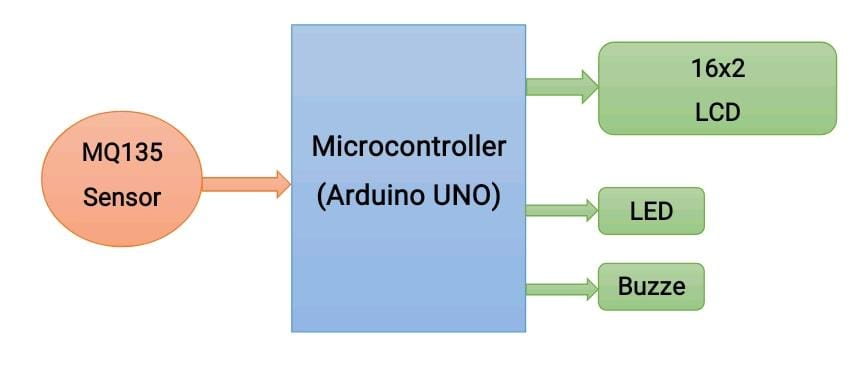 MQ135
Sensor
Microcontroller
(Arduino UNO)
16x2
LCD
LED
Buzze